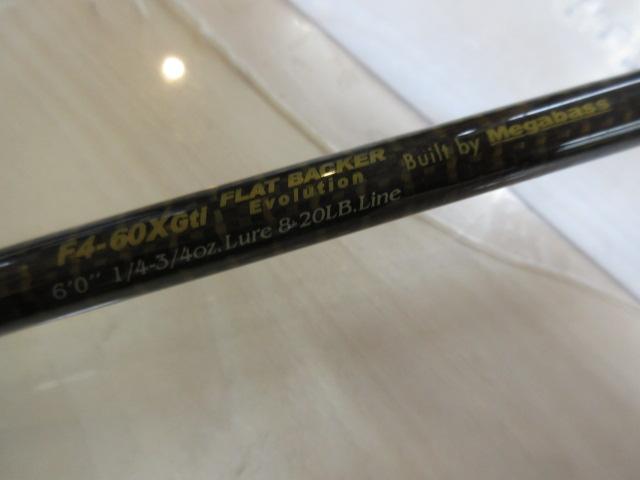 F4-60XGti FLAT BACKER Evolution Built by Megabass
6'0" 1/4-3/4oz.Lure 8-20LB.Line